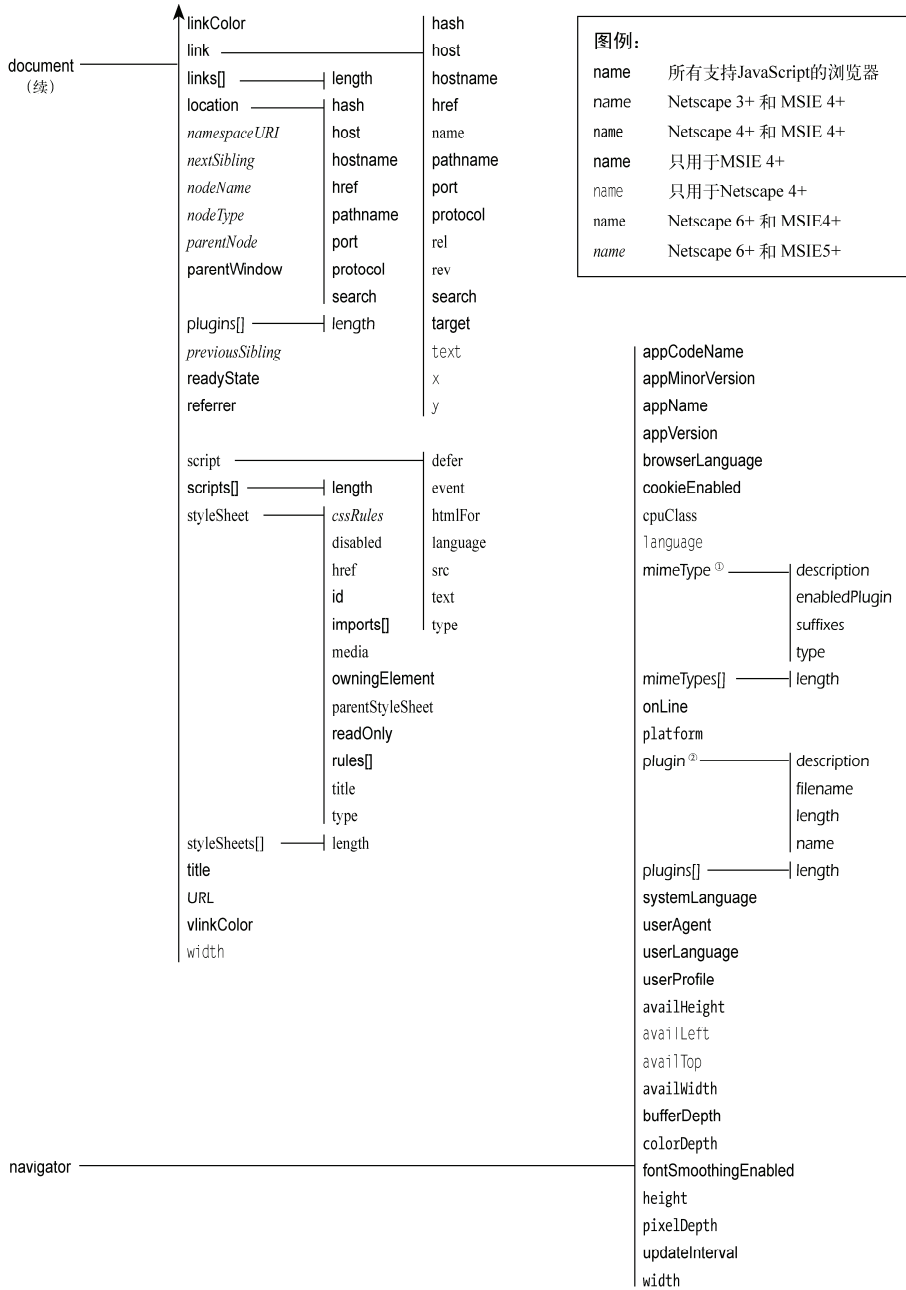 document
（续）
linkColor
link
links[]
location
namespaceURI
nextSibling
nodeName
nodeType
parentNode
parentWindow
plugins[]
previousSibling
readyState
referrer
script
scripts[]
styleSheet
styleSheets[]
title
URL
vlinkColor
width
length
hash
host
hostname
href
pathname
port
protocol
search
length
length
cssRules
disabled
href
id
imports[]
media
owningElement
parentStyleSheet
readOnly
rules[]
title
type
length
hash
host
hostname
href
name
pathname
port
protocol
rel
rev
search
target
text
x
y
defer
event
htmlFor
language
src
text
type
图例：
name 所有支持JavaScript的浏览器
name Netscape 3+ 和 MSIE 4+
name Netscape 4+ 和 MSIE 4+
name 只用于MSIE 4+
name 只用于Netscape 4+
name Netscape 6+ 和 MSIE4+
name Netscape 6+ 和 MSIE5+
navigator
appCodeName
appMinorVersion
appName
appVersion
browserLanguage
cookieEnabled
cpuClass
language
mimeType ①
mimeTypes[]
onLine
platform
plugin ②
plugins[]
systemLanguage
userAgent
userLanguage
userProfile
availHeight
availLeft
availTop
availWidth
bufferDepth
colorDepth
fontSmoothingEnabled
height
pixelDepth
updateInterval
width
description
enabledPlugin
suffixes
type
length
description
filename
length
name
length